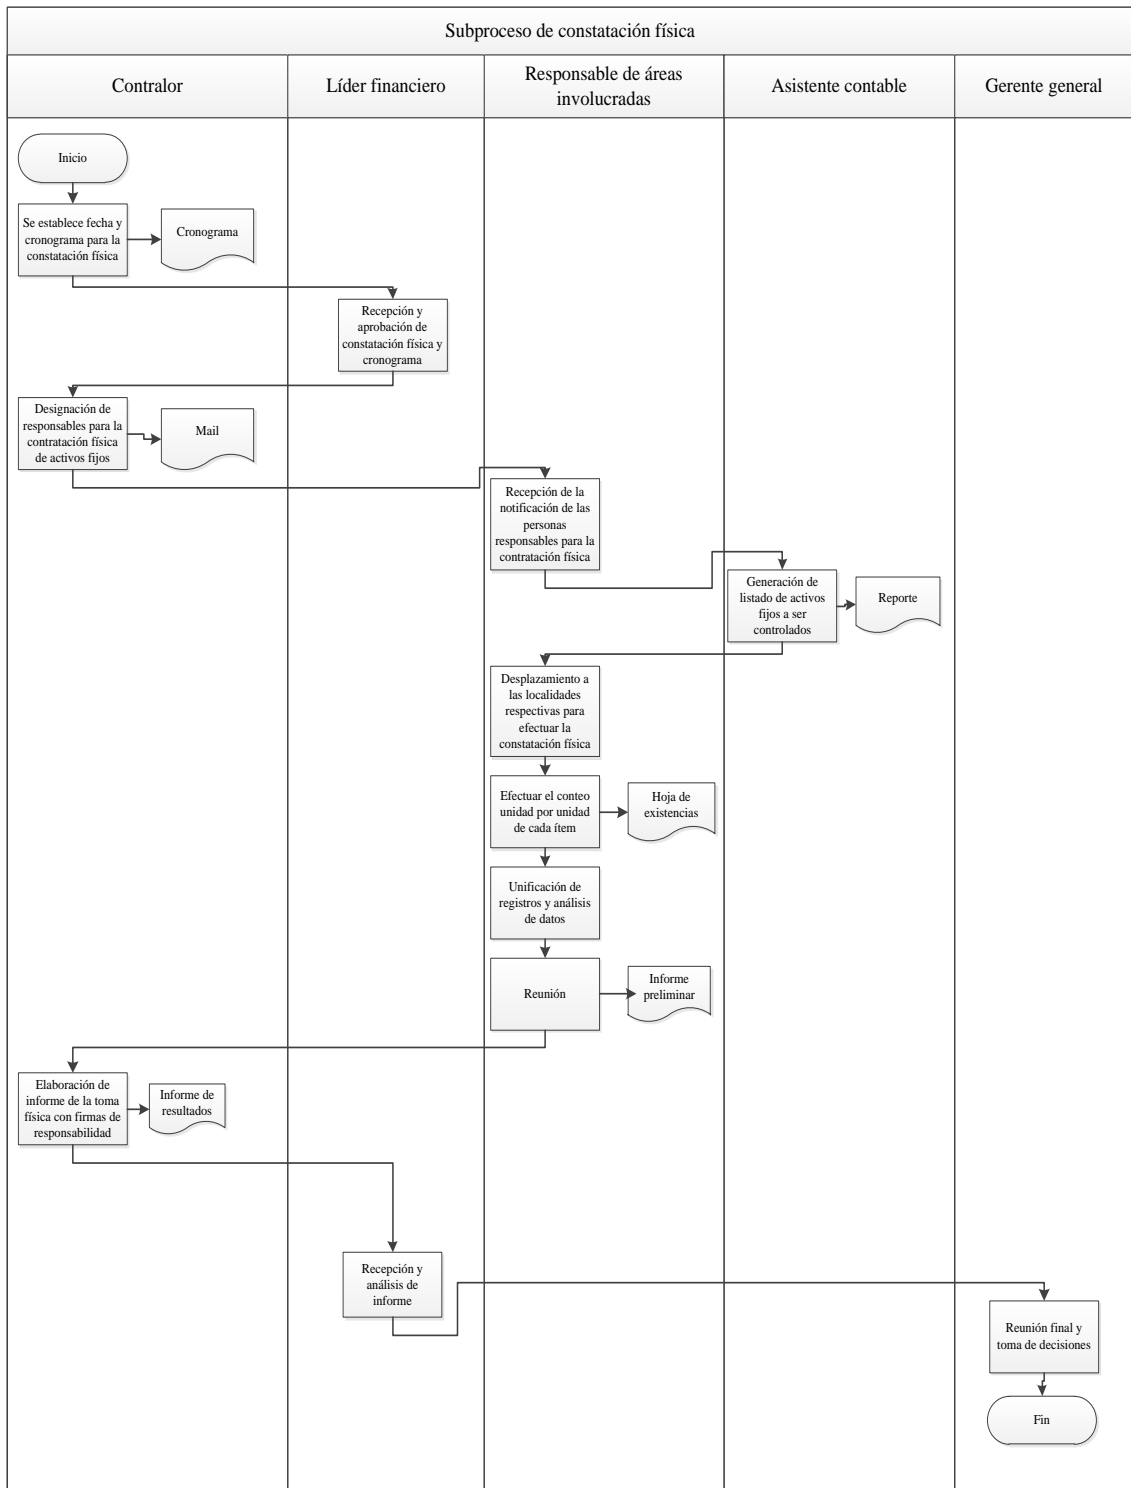 Subproceso de constatación física
Contralor
Líder financiero
Responsable de áreas
involucradas
Asistente contable
Gerente general
Inicio
Se establece fecha y
cronograma para la
constatación física
Cronograma
Recepción y
aprobación de
constatación física y
cronograma
Designación de
responsables para la
contratación física
de activos fijos
Mail
Recepción de la
notificación de las
personas
responsables para la
contratación física
Generación de
listado de activos
fijos a ser
controlados
Reporte
Desplazamiento a
las localidades
respectivas para
efectuar la
constatación física
Efectuar el conteo
unidad por unidad
de cada ítem
Hoja de
existencias
Unificación de
registros y análisis
de datos
Reunión
Informe
preliminar
Elaboración de
informe de la toma
física con firmas de
responsabilidad
Informe de
resultados
Recepción y
análisis de
informe
Reunión final y
toma de decisiones
Fin